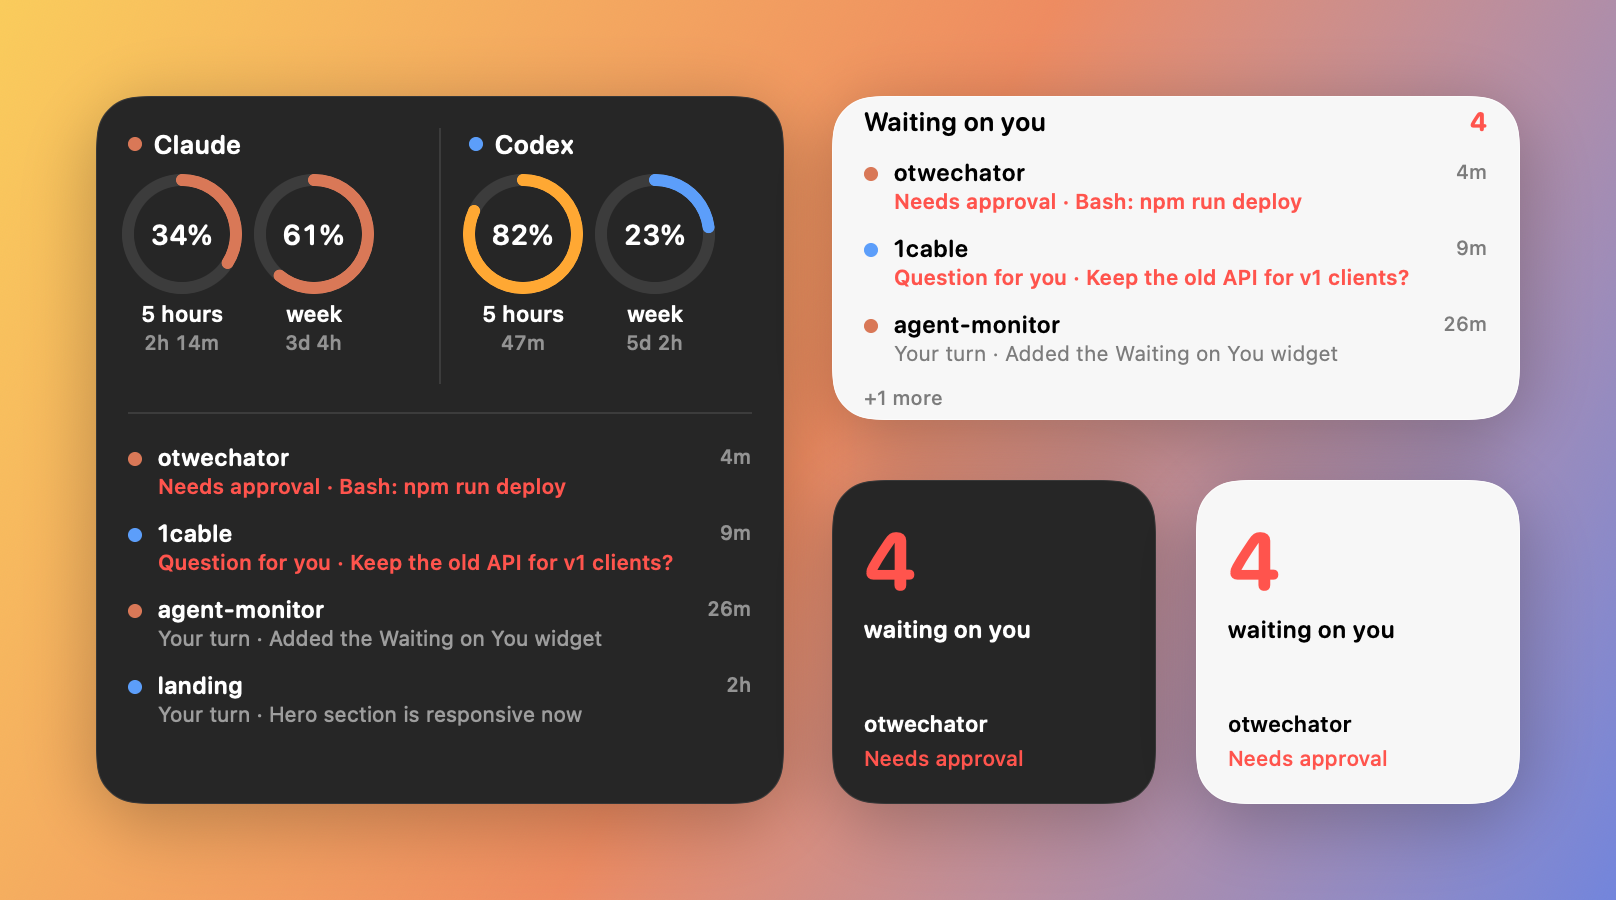 Claude
34%
61%
5 hours
week
2h 14m
3d 4h
Codex
82%
23%
5 hours
week
47m
5d 2h
otwechator
4m
Needs approval · Bash: npm run deploy
1cable
9m
Question for you · Keep the old API for v1 clients?
agent-monitor
26m
Your turn · Added the Waiting on You widget
landing
2h
Your turn · Hero section is responsive now
Waiting on you
4
otwechator
4m
Needs approval · Bash: npm run deploy
1cable
9m
Question for you · Keep the old API for v1 clients?
agent-monitor
26m
Your turn · Added the Waiting on You widget
+1 more
4
waiting on you
otwechator
Needs approval
4
waiting on you
otwechator
Needs approval